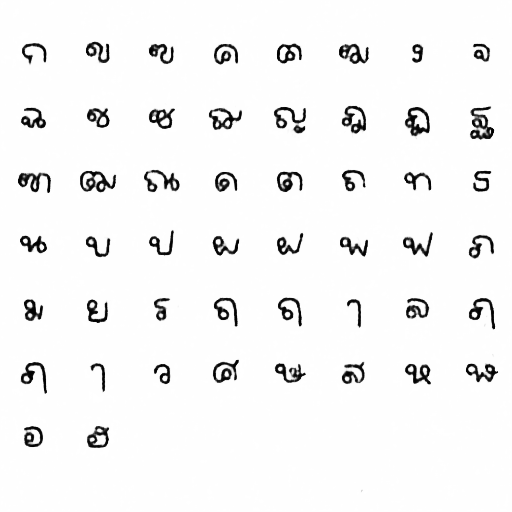 ก ข ฃ ค ฅ ฆ ง จ
ฉ ช ซ ฌ ญ ฎ ฏ ฐ
ฑ ฒ ณ ด ต ถ ท ธ
น บ ป ผ ฝ พ ฟ ภ
ม ย ร ฤ ฤ ๅ ล ฦ
ฦ ๅ ว ศ ษ ส ห ฬ
อ ฮ